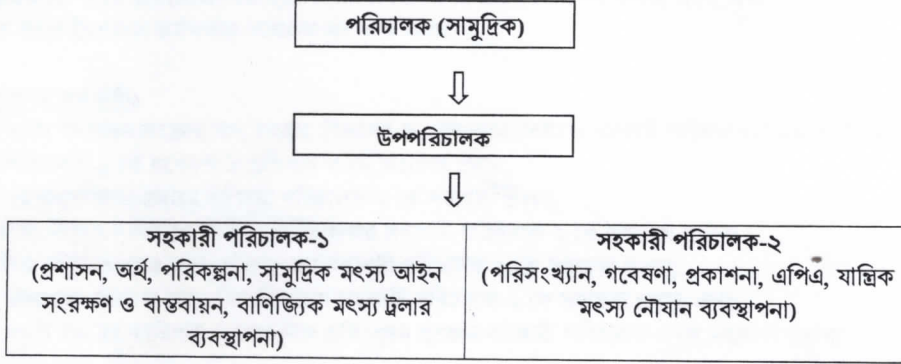 পরিচালক (সামুদ্রিক)
উপপরিচালক
সহকারী পরিচালক-১
(প্রশাসন, অর্থ, পরিকল্পনা, সামুদ্রিক মৎস্য আইন
সংরক্ষণ ও বাস্তবায়ন, বাণিজ্যিক মৎস্য ট্রলার
ব্যবস্থাপনা)
সহকারী পরিচালক-২
(পরিসংখ্যান, গবেষণা, প্রকাশনা, এপিএ, যান্ত্রিক
মৎস্য নৌযান ব্যবস্থাপনা)